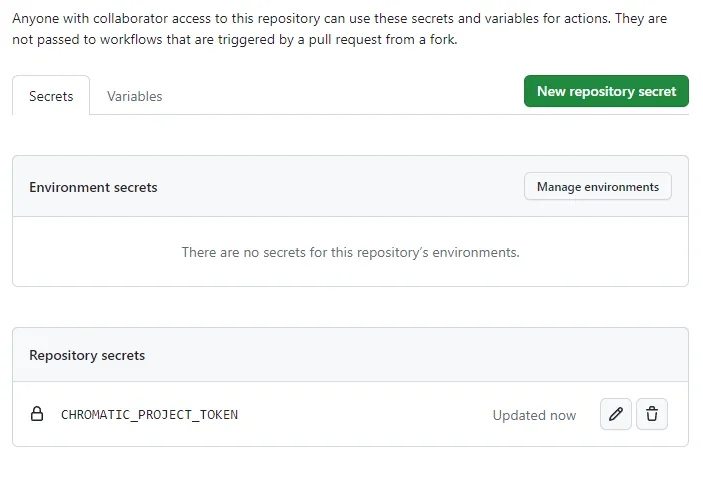 Anyone with collaborator access to this repository can use these secrets and variables for actions. They are
not passed to workflows that are triggered by a pull request from a fork.
Secrets Variables New repository secret
Environment secrets Manage environments
There are no secrets for this repository's environments.
Repository secrets
CHROMATIC_PROJECT_TOKEN Updated now